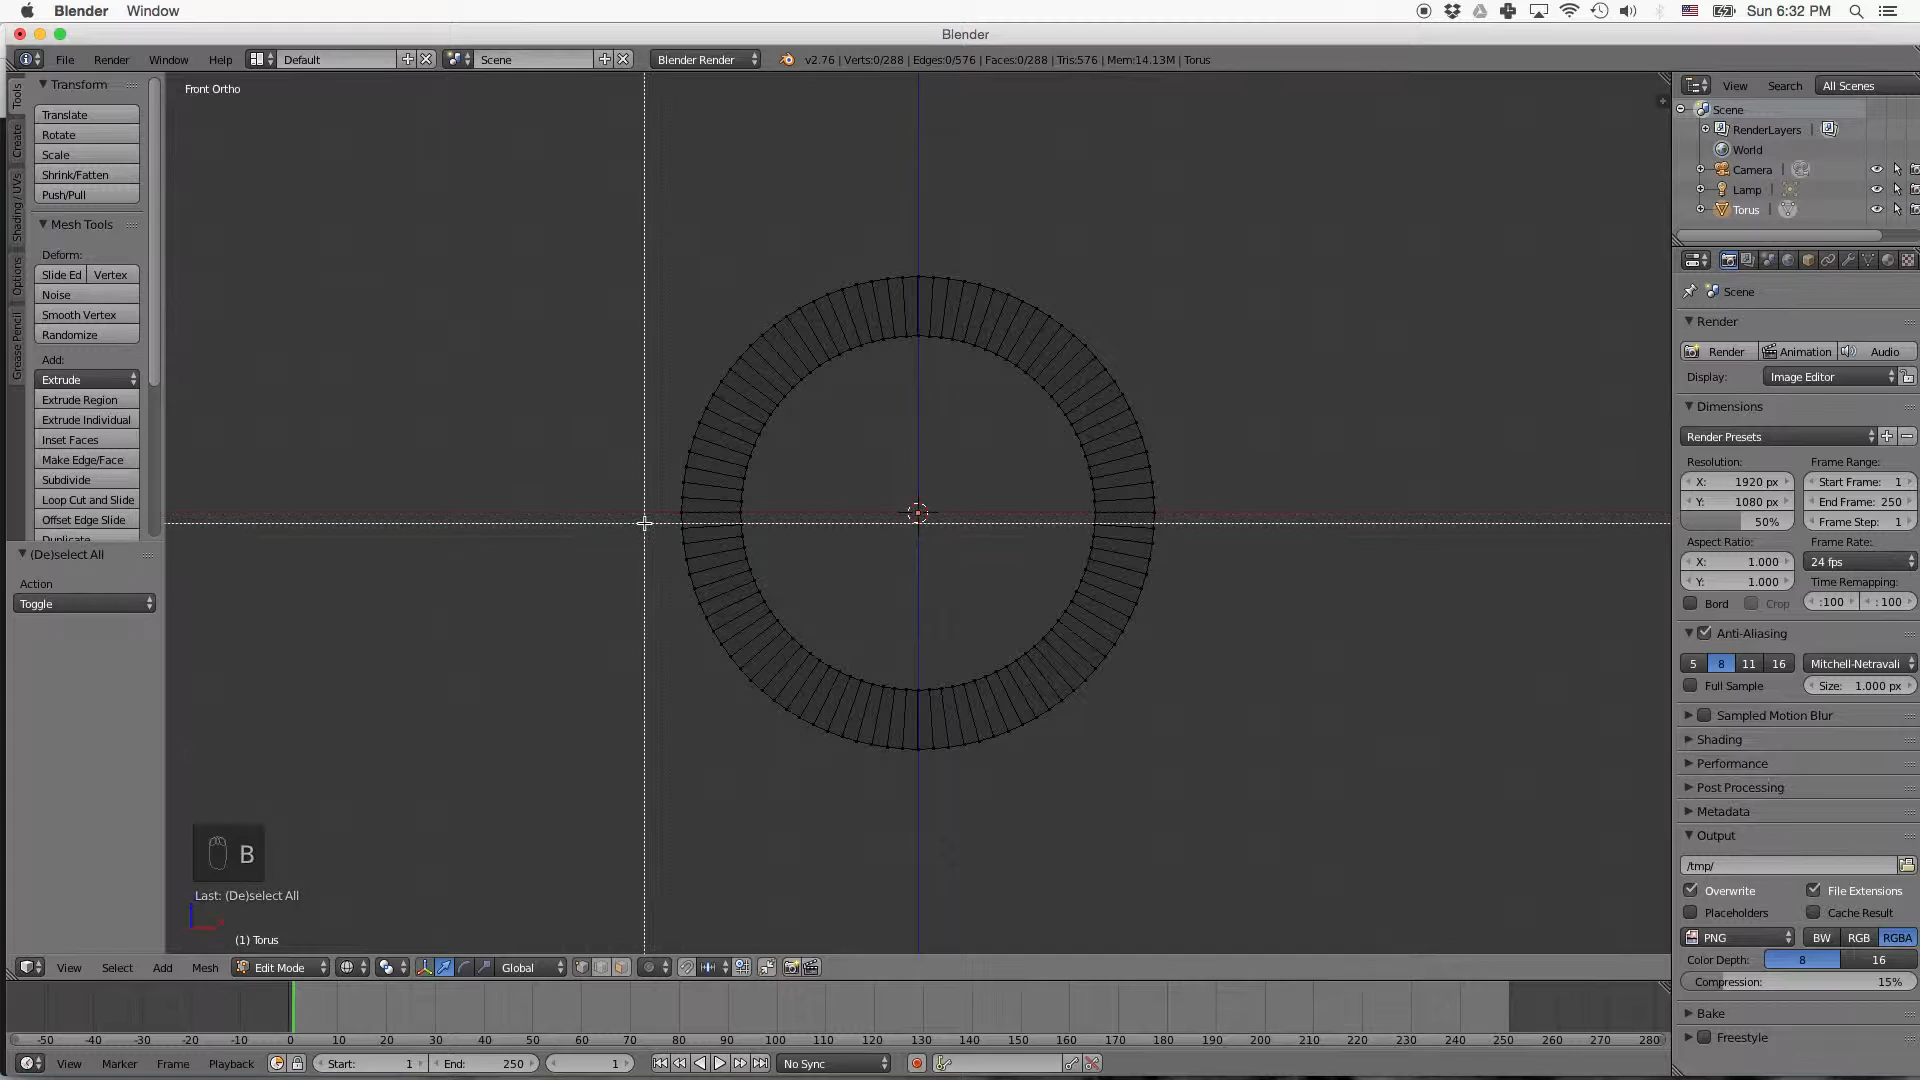 Blender Window Sun 6:32 PM
Blender
File Render Window Help Default Scene Blender Render v2.76 | Verts:0/288 | Edges:0/576 | Faces:0/288 | Tris:576 | Mem:14.13M | Torus
Tools
Create
Shading / UVs
Options
Grease Pencil
Transform
Translate
Rotate
Scale
Shrink/Fatten
Push/Pull
Mesh Tools
Deform:
Slide Ed Vertex
Noise
Smooth Vertex
Randomize
Add:
Extrude
Extrude Region
Extrude Individual
Inset Faces
Make Edge/Face
Subdivide
Loop Cut and Slide
Offset Edge Slide
Duplicate
(De)select All
Action
Toggle
Front Ortho
B
Last: (De)select All
(1) Torus
View Select Add Mesh Edit Mode Global
-50 -40 -30 -20 -10 0 10 20 30 40 50 60 70 80 90 100 110 120 130 140 150 160 170 180 190 200 210 220 230 240 250 260 270 280
View Marker Frame Playback Start: 1 End: 250 1 No Sync
View Search All Scenes
Scene
RenderLayers |
World
Camera |
Lamp |
Torus |
Scene
Render
Render Animation Audio
Display: Image Editor
Dimensions
Render Presets
Resolution: Frame Range:
X: 1920 px Start Frame: 1
Y: 1080 px End Frame: 250
50% Frame Step: 1
Aspect Ratio: Frame Rate:
X: 1.000 24 fps
Y: 1.000 Time Remapping:
Bord Crop :100 : 100
Anti-Aliasing
5 8 11 16 Mitchell-Netravali
Full Sample Size: 1.000 px
Sampled Motion Blur
Shading
Performance
Post Processing
Metadata
Output
/tmp/
Overwrite File Extensions
Placeholders Cache Result
PNG BW RGB RGBA
Color Depth: 8 16
Compression: 15%
Bake
Freestyle